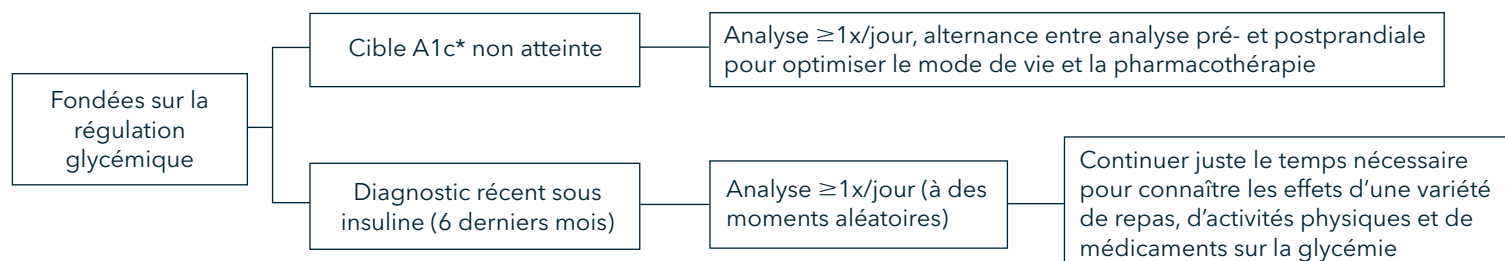 Fondées sur la
régulation
glycémique
Cible A1c* non atteinte
Analyse ≥1x/jour, alternance entre analyse pré- et postprandiale
pour optimiser le mode de vie et la pharmacothérapie
Diagnostic récent sous
insuline (6 derniers mois)
Analyse ≥1x/jour (à des
moments aléatoires)
Continuer juste le temps nécessaire
pour connaître les effets d’une variété
de repas, d’activités physiques et de
médicaments sur la glycémie